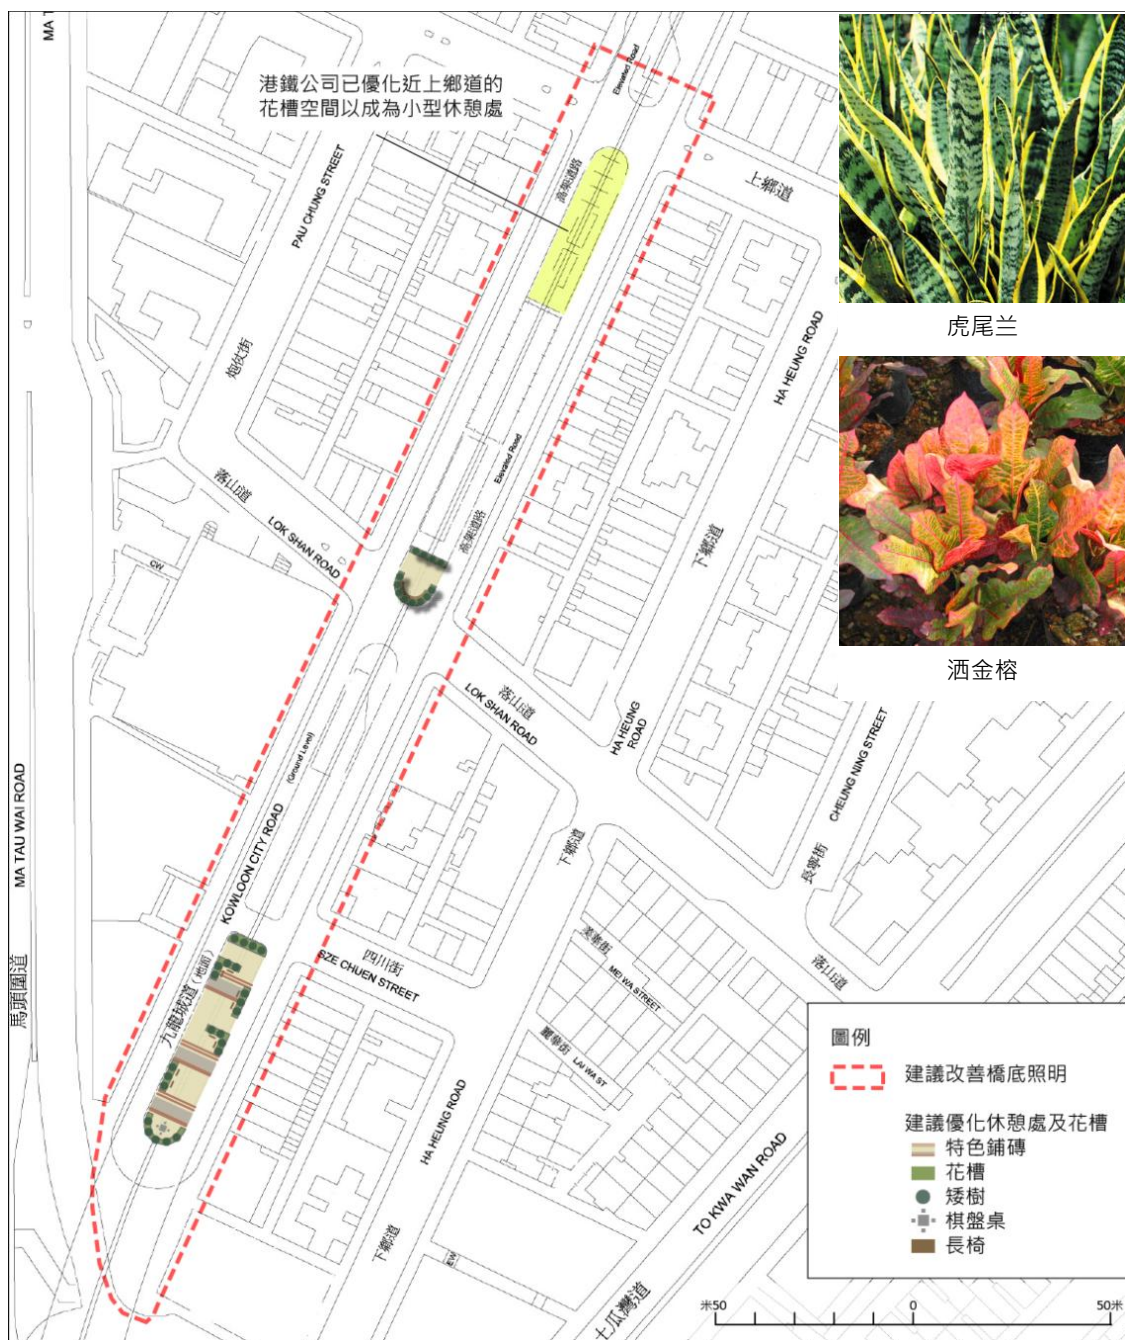 MA T
港鐵公司已優化近上鄉道的
花槽空間以成為小型休憩處
Elevated Road
高架道路
上鄉道
PAU CHUNG STREET
炮仗街
虎尾兰
HA HEUNG ROAD
下鄉道
洒金榕
落山道
LOK SHAN ROAD
Elevated Road
高架道路
CW
落山道
LOK SHAN ROAD
HA HEUNG
ROAD
(Ground Level)
KOWLOON CITY ROAD
九龍城道(地面)
MA TAU WAI ROAD
馬頭圍道
CHEUNG NING STREET
長寧街
下鄉道
四川街
SZE CHUEN STREET
美華街
MEI WA STREET
麗華街
LAI WA ST
落山道
HA HEUNG ROAD
下鄉道
EW
TO KWA WAN ROAD
土瓜灣道
圖例
建議改善橋底照明
建議優化休憩處及花槽
特色鋪磚
花槽
矮樹
棋盤桌
長椅
米50
0
50米